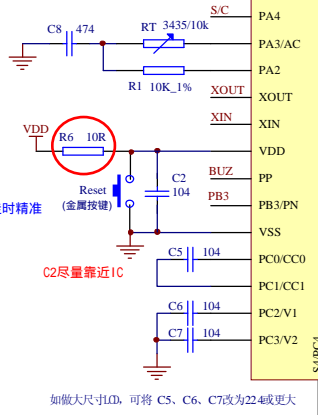 S/C
PA4
C8 474
RT 3435/10k
PA3/AC
PA2
R1 10K_1%
XOUT
XOUT
XIN
XIN
VDD
R6 10R
VDD
BUZ
PP
Reset
(金属按键)
C2
104
PB3
PB3/PN
时精准
VSS
C2尽量靠近IC
C5 104
PC0/CC0
PC1/CC1
C6 104
PC2/V1
C7 104
PC3/V2
如做大尺寸LCD，可将 C5、C6、C7改为224或更大